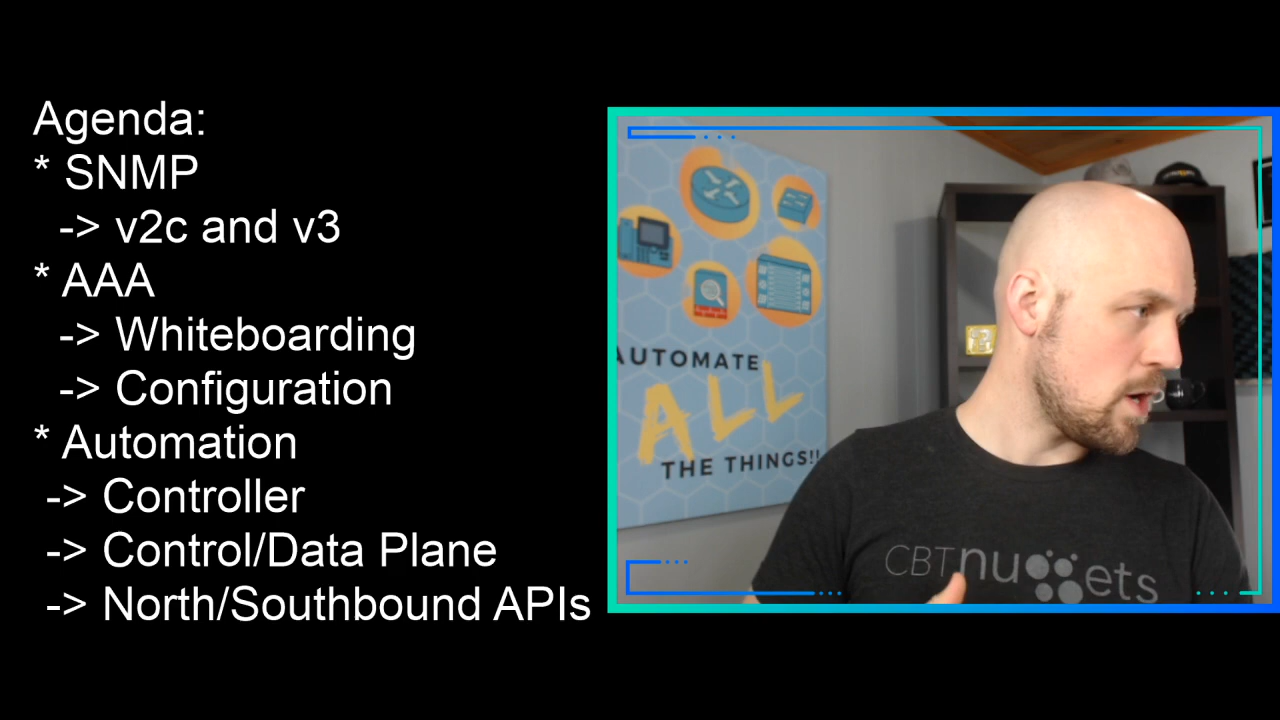 Agenda:
* SNMP
-> v2c and v3
* AAA
-> Whiteboarding
-> Configuration
* Automation
-> Controller
-> Control/Data Plane
-> North/Southbound APIs
AUTOMATE
ALL
THE THINGS!!
CBTnuggets